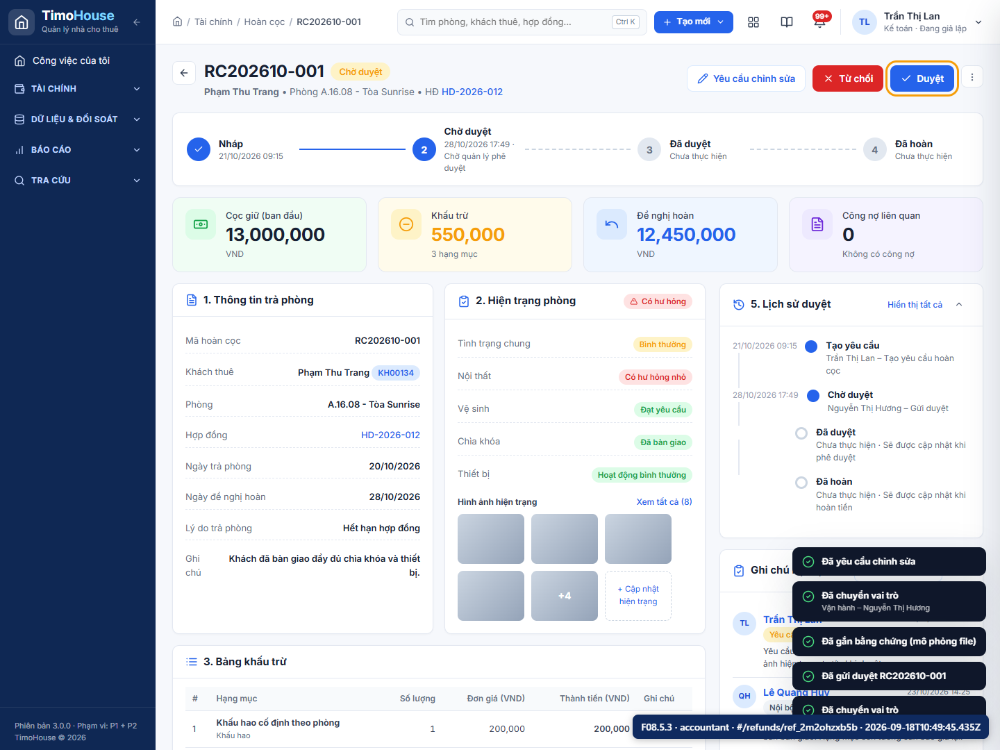 TimoHouse
Quản lý nhà cho thuê
Công việc của tôi
TÀI CHÍNH
DỮ LIỆU & ĐỐI SOÁT
BÁO CÁO
TRA CỨU
Phiên bản 3.0.0 · Phạm vi: P1 + P2
TimoHouse © 2026
/ Tài chính / Hoàn cọc / RC202610-001
Tìm phòng, khách thuê, hợp đồng...
Ctrl K
Tạo mới
99+
TL
Trần Thị Lan
Kế toán · Đang giả lập
RC202610-001
Chờ duyệt
Phạm Thu Trang • Phòng A.16.08 - Tòa Sunrise • HĐ HD-2026-012
Yêu cầu chỉnh sửa
Từ chối
Duyệt
Nháp
21/10/2026 09:15
2
Chờ duyệt
28/10/2026 17:49 ·
Chờ quản lý phê
duyệt
3
Đã duyệt
Chưa thực hiện
4
Đã hoàn
Chưa thực hiện
Cọc giữ (ban đầu)
13,000,000
VND
Khấu trừ
550,000
3 hạng mục
Đề nghị hoàn
12,450,000
VND
Công nợ liên quan
0
Không có công nợ
1. Thông tin trả phòng
Mã hoàn cọc
RC202610-001
Khách thuê
Phạm Thu Trang KH00134
Phòng
A.16.08 - Tòa Sunrise
Hợp đồng
HD-2026-012
Ngày trả phòng
20/10/2026
Ngày đề nghị hoàn
28/10/2026
Lý do trả phòng
Hết hạn hợp đồng
Ghi
chú
Khách đã bàn giao đầy đủ chìa khóa và thiết
bị.
2. Hiện trạng phòng
Có hư hỏng
Tình trạng chung
Bình thường
Nội thất
Có hư hỏng nhỏ
Vệ sinh
Đạt yêu cầu
Chìa khóa
Đã bàn giao
Thiết bị
Hoạt động bình thường
Hình ảnh hiện trạng
Xem tất cả (8)
+4
+ Cập nhật
hiện trạng
3. Bảng khấu trừ
# Hạng mục Số lượng Đơn giá (VND) Thành tiền (VND) Ghi chú
1 Khấu hao cố định theo phòng 1 200,000 200,000
Khấu hao
5. Lịch sử duyệt
Hiển thị tất cả
21/10/2026 09:15
Tạo yêu cầu
Trần Thị Lan – Tạo yêu cầu hoàn
cọc
28/10/2026 17:49
Chờ duyệt
Nguyễn Thị Hương – Gửi duyệt
Đã duyệt
Chưa thực hiện · Sẽ được cập nhật khi
phê duyệt
Đã hoàn
Chưa thực hiện · Sẽ được cập nhật khi
hoàn tiền
Ghi chú
TL
Trần Thị Lan
Yêu cầu
QH
Lê Quang Huy
23/10/2026 14:25
Nội bộ
Đã yêu cầu chỉnh sửa
Đã chuyển vai trò
Vận hành – Nguyễn Thị Hương
Đã gắn bằng chứng (mô phỏng file)
Đã gửi duyệt RC202610-001
Đã chuyển vai trò
F08.5.3 · accountant · #/refunds/ref_2m2ohzxb5b · 2026-09-18T10:49:45.435Z